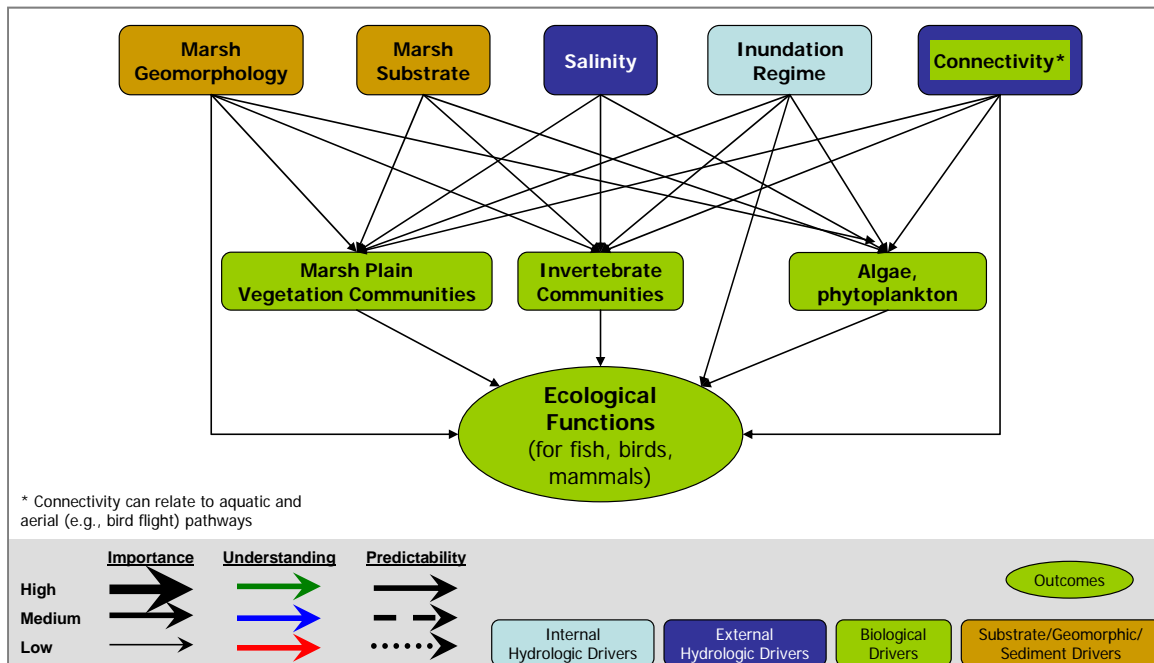 Marsh
Geomorphology
Marsh
Substrate
Salinity
Inundation
Regime
Connectivity*
Marsh Plain
Vegetation Communities
Invertebrate
Communities
Algae,
phytoplankton
Ecological
Functions
(for fish, birds,
mammals)
* Connectivity can relate to aquatic and
aerial (e.g., bird flight) pathways
Importance Understanding Predictability
High
Medium
Low
Outcomes
Internal
Hydrologic Drivers
External
Hydrologic Drivers
Biological
Drivers
Substrate/Geomorphic/
Sediment Drivers